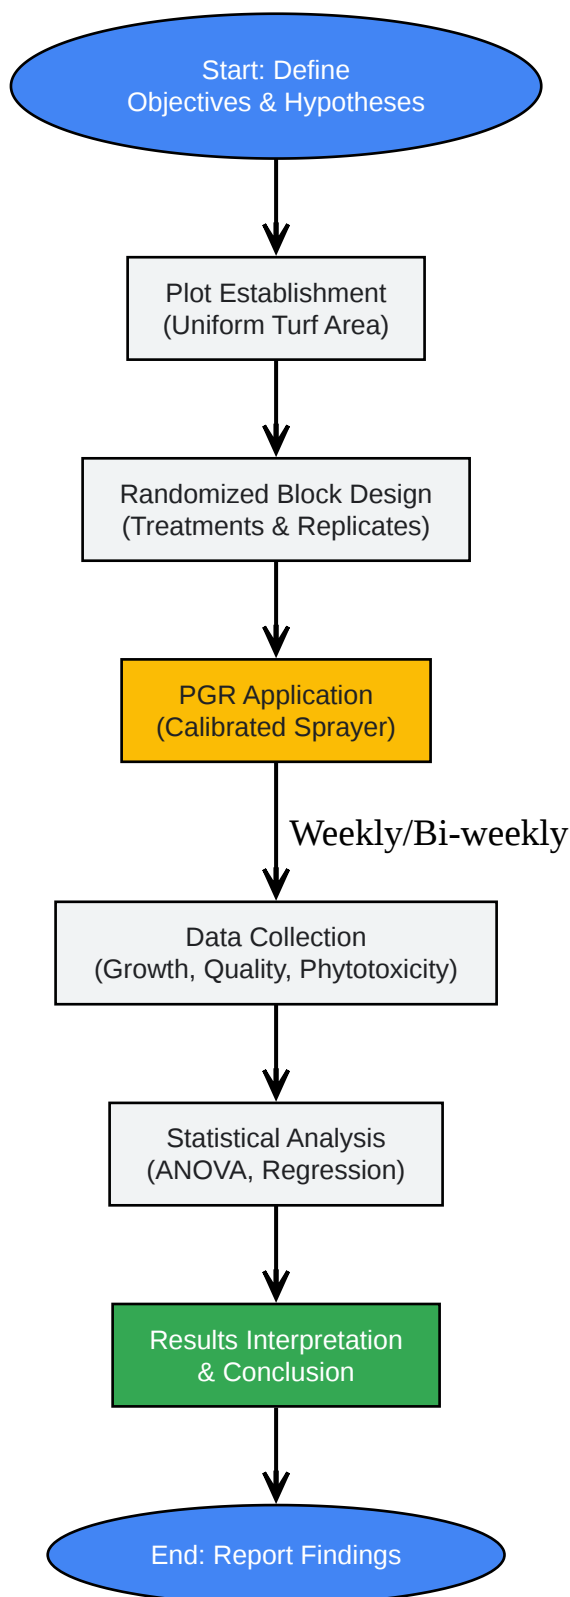 Start: Define
Objectives & Hypotheses
Plot Establishment
(Uniform Turf Area)
Randomized Block Design
(Treatments & Replicates)
PGR Application
(Calibrated Sprayer)
Weekly/Bi-weekly
Data Collection
(Growth, Quality, Phytotoxicity)
Statistical Analysis
(ANOVA, Regression)
Results Interpretation
& Conclusion
End: Report Findings